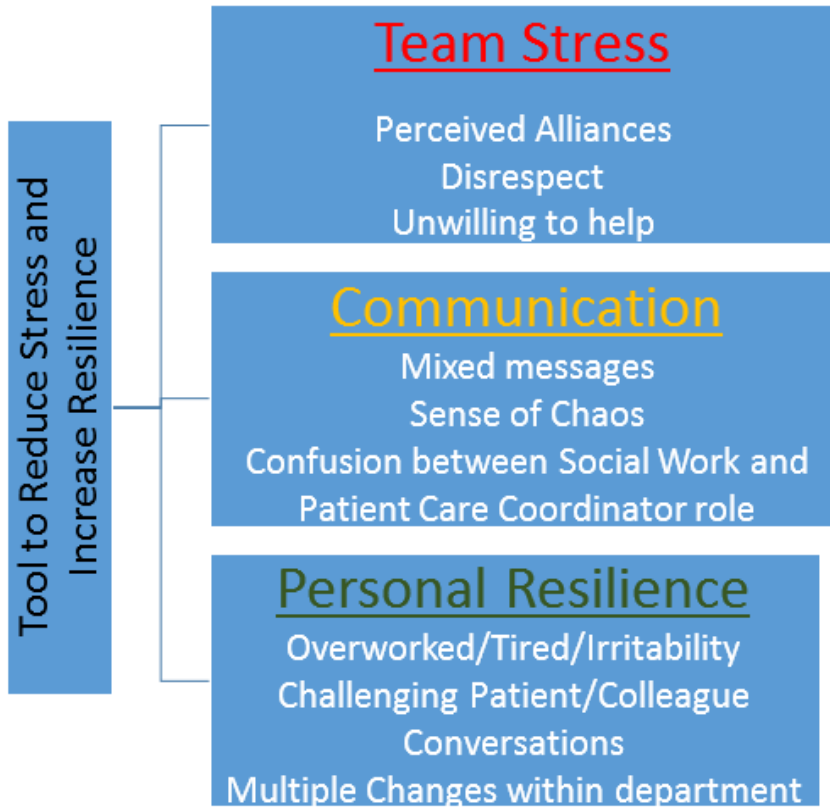 Tool to Reduce Stress and
Increase Resilience
Team Stress
Perceived Alliances
Disrespect
Unwilling to help
Communication
Mixed messages
Sense of Chaos
Confusion between Social Work and
Patient Care Coordinator role
Personal Resilience
Overworked/Tired/Irritability
Challenging Patient/Colleague
Conversations
Multiple Changes within department